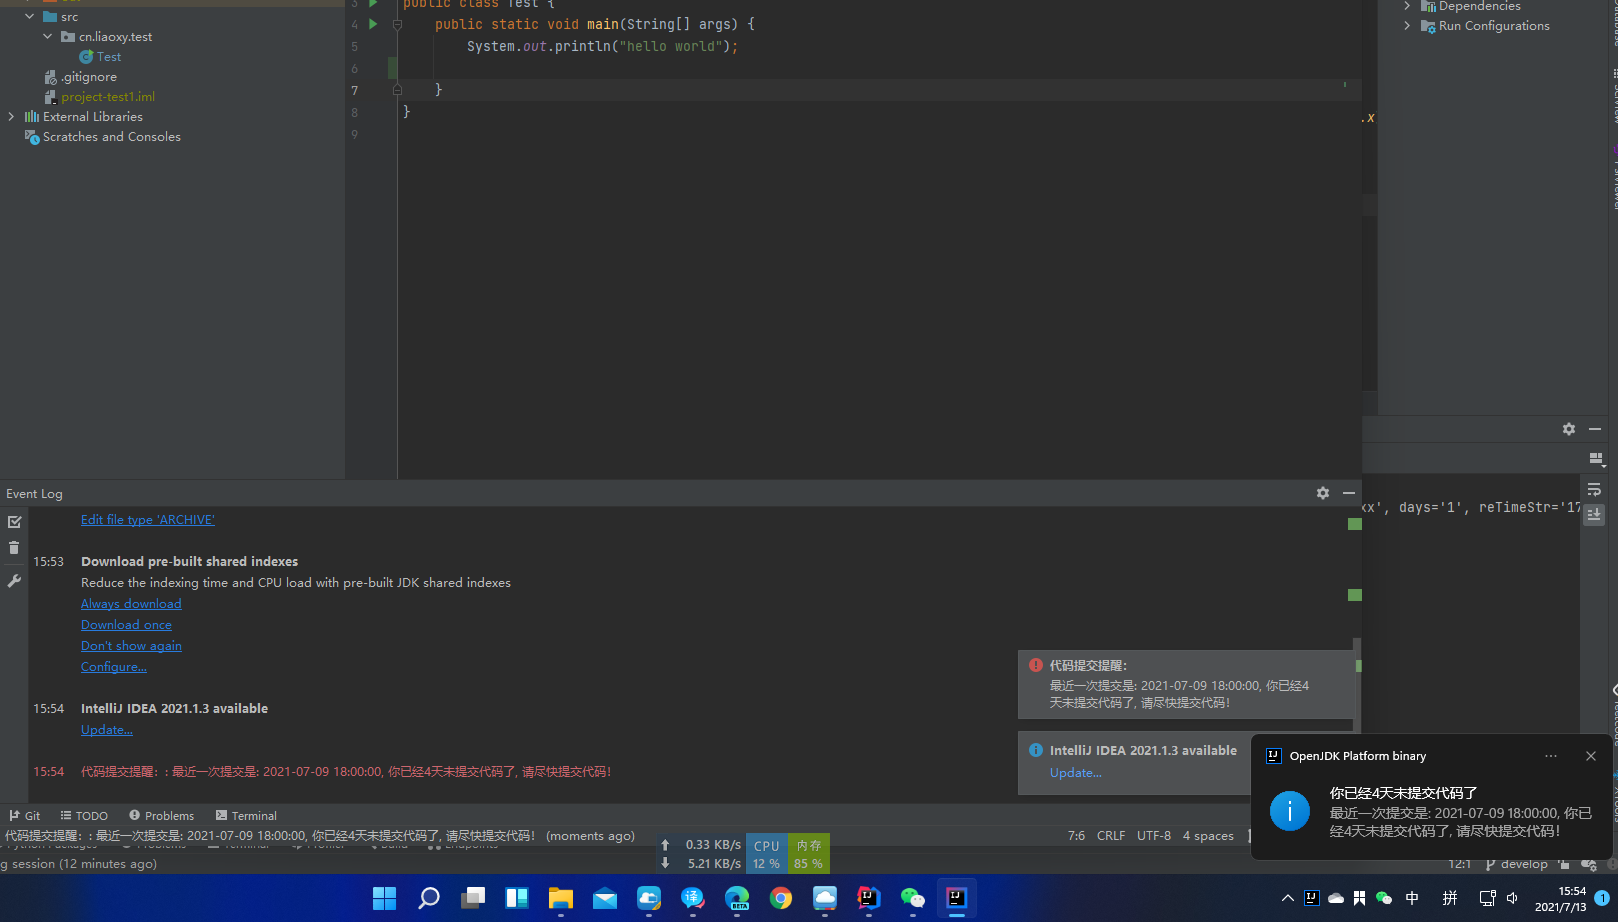 src
cn.liaoxy.test
Test
.gitignore
project-test1.iml
External Libraries
Scratches and Consoles
3 public class Test {
4 public static void main(String[] args) {
5 System.out.println("hello world");
6
7 }
8 }
9
.x
Dependencies
Run Configurations
Event Log
Edit file type 'ARCHIVE'
15:53 Download pre-built shared indexes
Reduce the indexing time and CPU load with pre-built JDK shared indexes
Always download
Download once
Don't show again
Configure...
15:54 IntelliJ IDEA 2021.1.3 available
Update...
15:54 代码提交提醒：: 最近一次提交是: 2021-07-09 18:00:00, 你已经4天未提交代码了, 请尽快提交代码!
xx', days='1', reTimeStr='17
代码提交提醒：
最近一次提交是: 2021-07-09 18:00:00, 你已经4
天未提交代码了, 请尽快提交代码!
IntelliJ IDEA 2021.1.3 available
Update...
OpenJDK Platform binary
你已经4天未提交代码了
最近一次提交是: 2021-07-09 18:00:00, 你已
经4天未提交代码了, 请尽快提交代码!
Git TODO Problems Terminal
代码提交提醒：: 最近一次提交是: 2021-07-09 18:00:00, 你已经4天未提交代码了, 请尽快提交代码! (moments ago)
7:6 CRLF UTF-8 4 spaces
g session (12 minutes ago)
0.33 KB/s CPU 内存
5.21 KB/s 12 % 85 %
12:1 develop
译
BETA
中 拼
15:54
2021/7/13
1